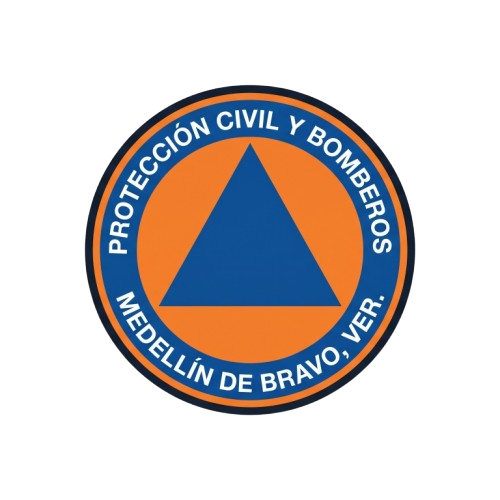 PROTECCIÓN CIVIL Y BOMBEROS
MEDELLÍN DE BRAVO, VER.